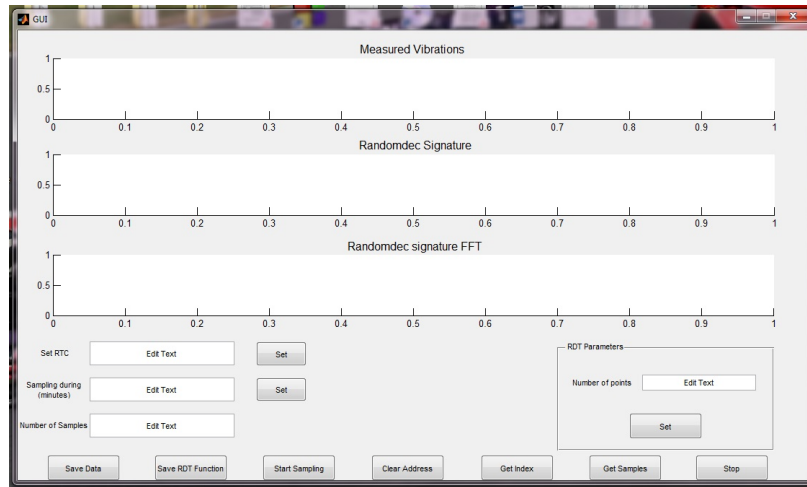 GUI
Measured Vibrations
1
0.5
0
0 0.1 0.2 0.3 0.4 0.5 0.6 0.7 0.8 0.9 1
Randomdec Signature
1
0.5
0
0 0.1 0.2 0.3 0.4 0.5 0.6 0.7 0.8 0.9 1
Randomdec signature FFT
1
0.5
0
0 0.1 0.2 0.3 0.4 0.5 0.6 0.7 0.8 0.9 1
Set RTC Edit Text Set
Sampling during
(minutes) Edit Text Set
Number of Samples Edit Text
RDT Parameters
Number of points Edit Text
Set
Save Data Save RDT Function Start Sampling Clear Address Get Index Get Samples Stop